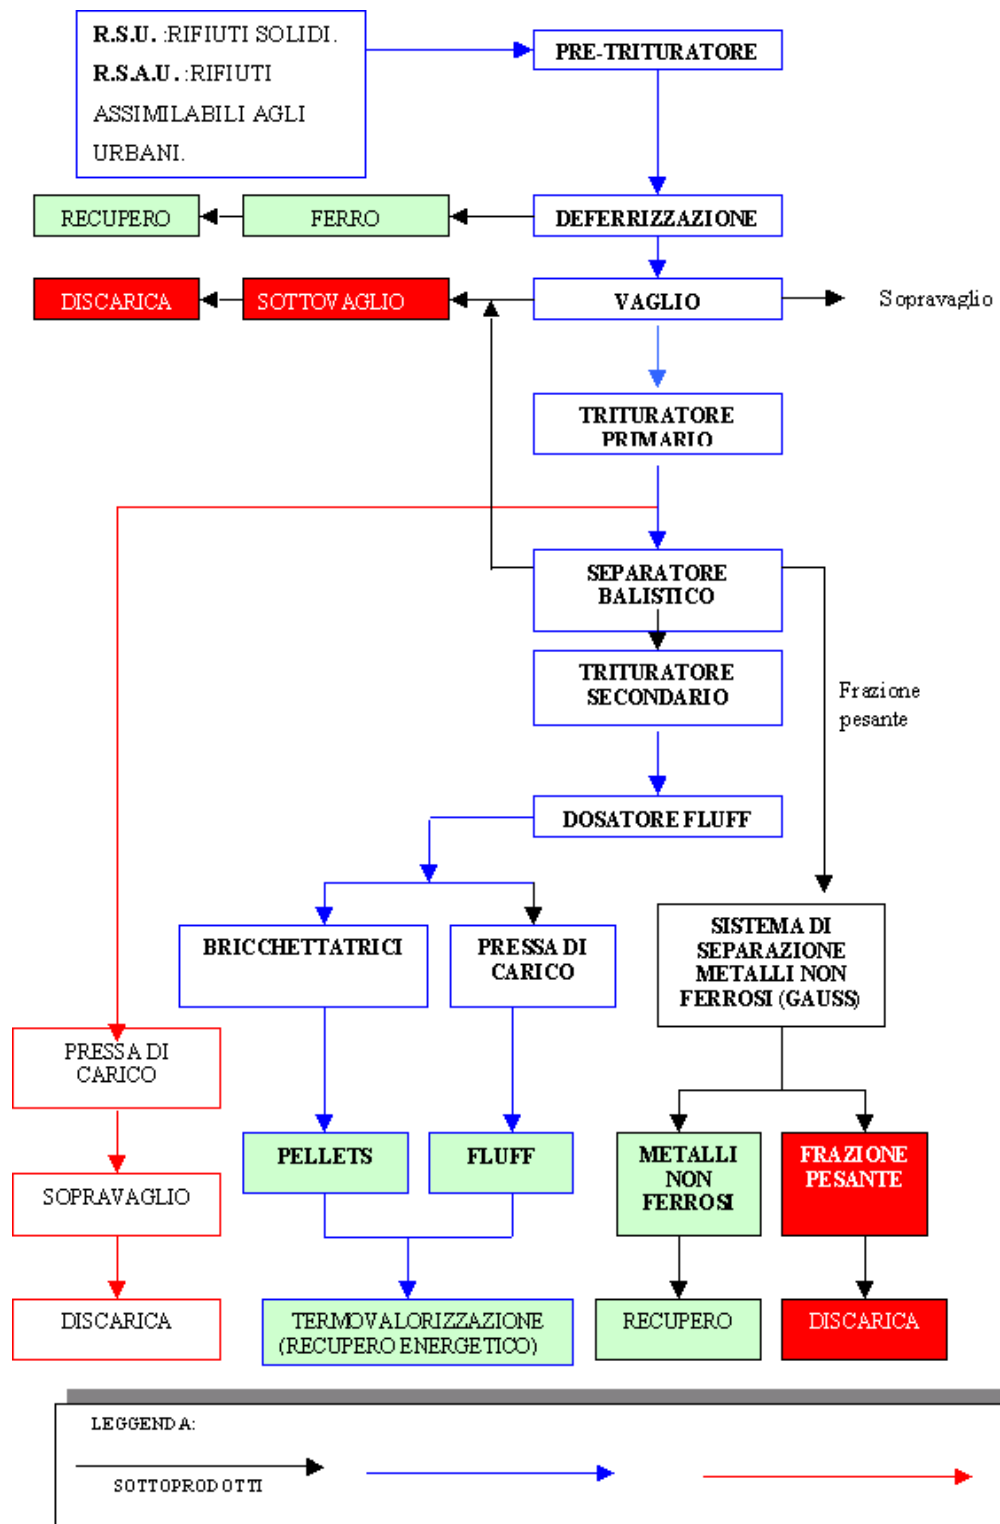 R.S.U. :RIFIUTI SOLIDI.
R.S.A.U. :RIFIUTI
ASSIMILABILI AGLI
URBANI.
PRE-TRITURATORE
RECUPERO
FERRO
DEFERRIZZAZIONE
DISCARICA
SOTTOVAGLIO
VAGLIO
Sopravaglio
TRITURATORE
PRIMARIO
SEPARATORE
BALISTICO
TRITURATORE
SECONDARIO
Frazione
pesante
DOSATORE FLUFF
BRICCHETTATRICI
PRESSA DI
CARICO
SISTEMA DI
SEPARAZIONE
METALLI NON
FERROSI (GAUSS)
PRESSA DI
CARICO
PELLETS
FLUFF
METALLI
NON
FERROSI
FRAZIONE
PESANTE
SOPRAVAGLIO
DISCARICA
TERMOVALORIZZAZIONE
(RECUPERO ENERGETICO)
RECUPERO
DISCARICA
LEGGENDA:
SOTTOPRODOTTI